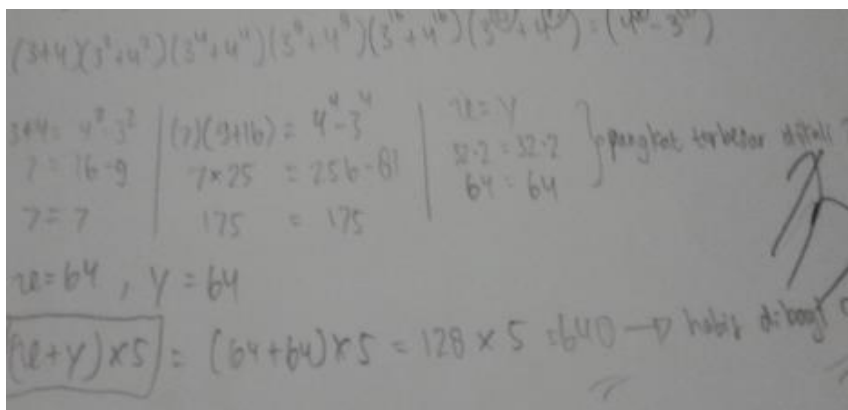 (3+4)(3²+4²)(3⁴+4⁴)(3⁸+4⁸)(3¹⁶+4¹⁶)(3³²+4³²) = (4ˣ-3ʸ)
3+4 = 4²-3² | (7)(9+16) = 4⁴-3⁴ | x = y
7 = 16-9 | 7×25 = 256-81 | 32·2 = 32·2 } pangkat terbesar dikali
7 = 7 | 175 = 175 | 64 = 64
x=64 , y = 64
(x+y)×5 = (64+64)×5 = 128 × 5 = 640 → habis dibagi